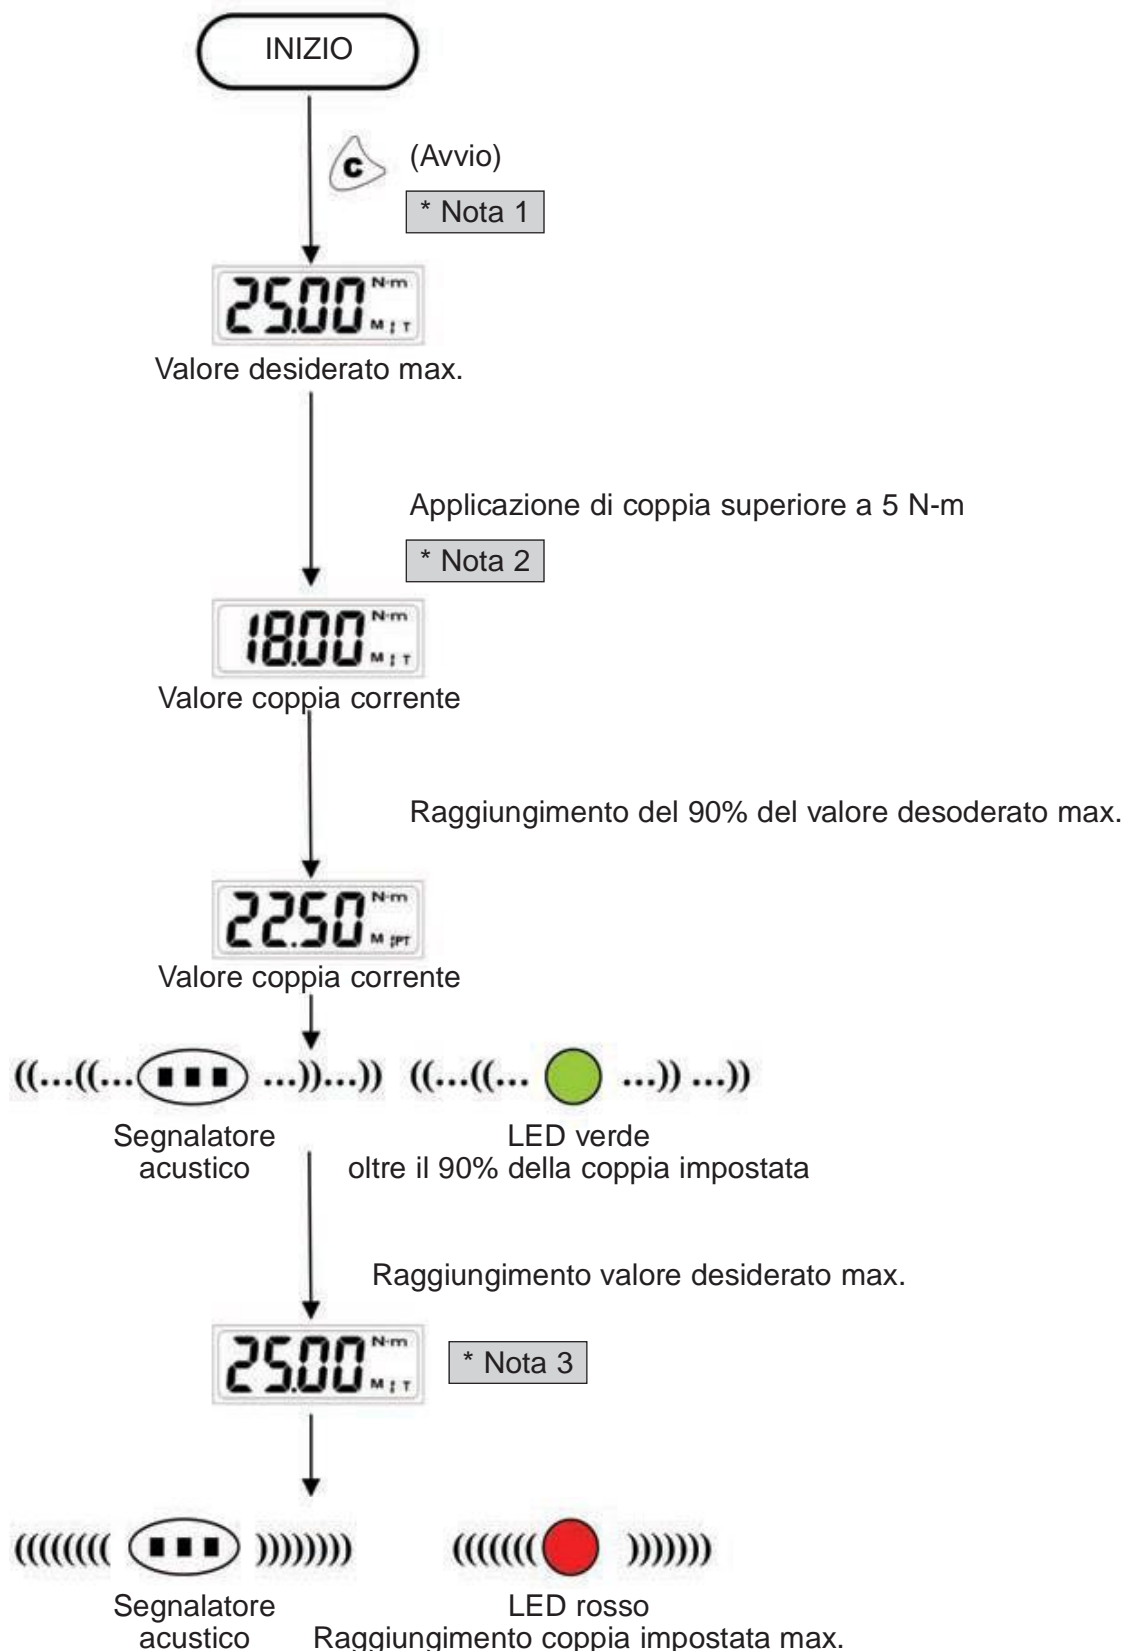 INIZIO
C (Avvio)
* Nota 1
25.00 N-m
M T
Valore desiderato max.
Applicazione di coppia superiore a 5 N-m
* Nota 2
18.00 N-m
M T
Valore coppia corrente
Raggiungimento del 90% del valore desoderato max.
22.50 N-m
M PT
Valore coppia corrente
((...((... ...))...)) ((...((... ...)) ...))
Segnalatore LED verde
acustico oltre il 90% della coppia impostata
Raggiungimento valore desiderato max.
25.00 N-m
M T
* Nota 3
(((((((( )))))))) ((((((( )))))))
Segnalatore LED rosso
acustico Raggiungimento coppia impostata max.